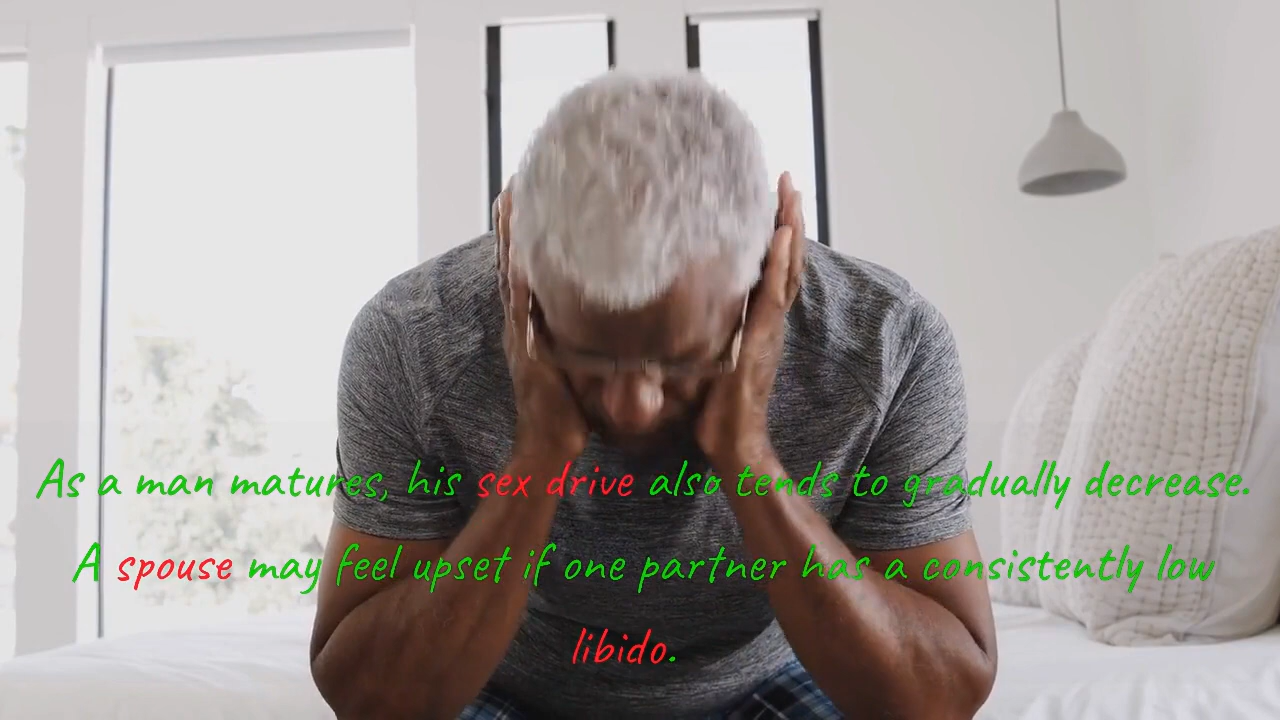 As a man matures, his sex drive also tends to gradually decrease.
A spouse may feel upset if one partner has a consistently low
libido.